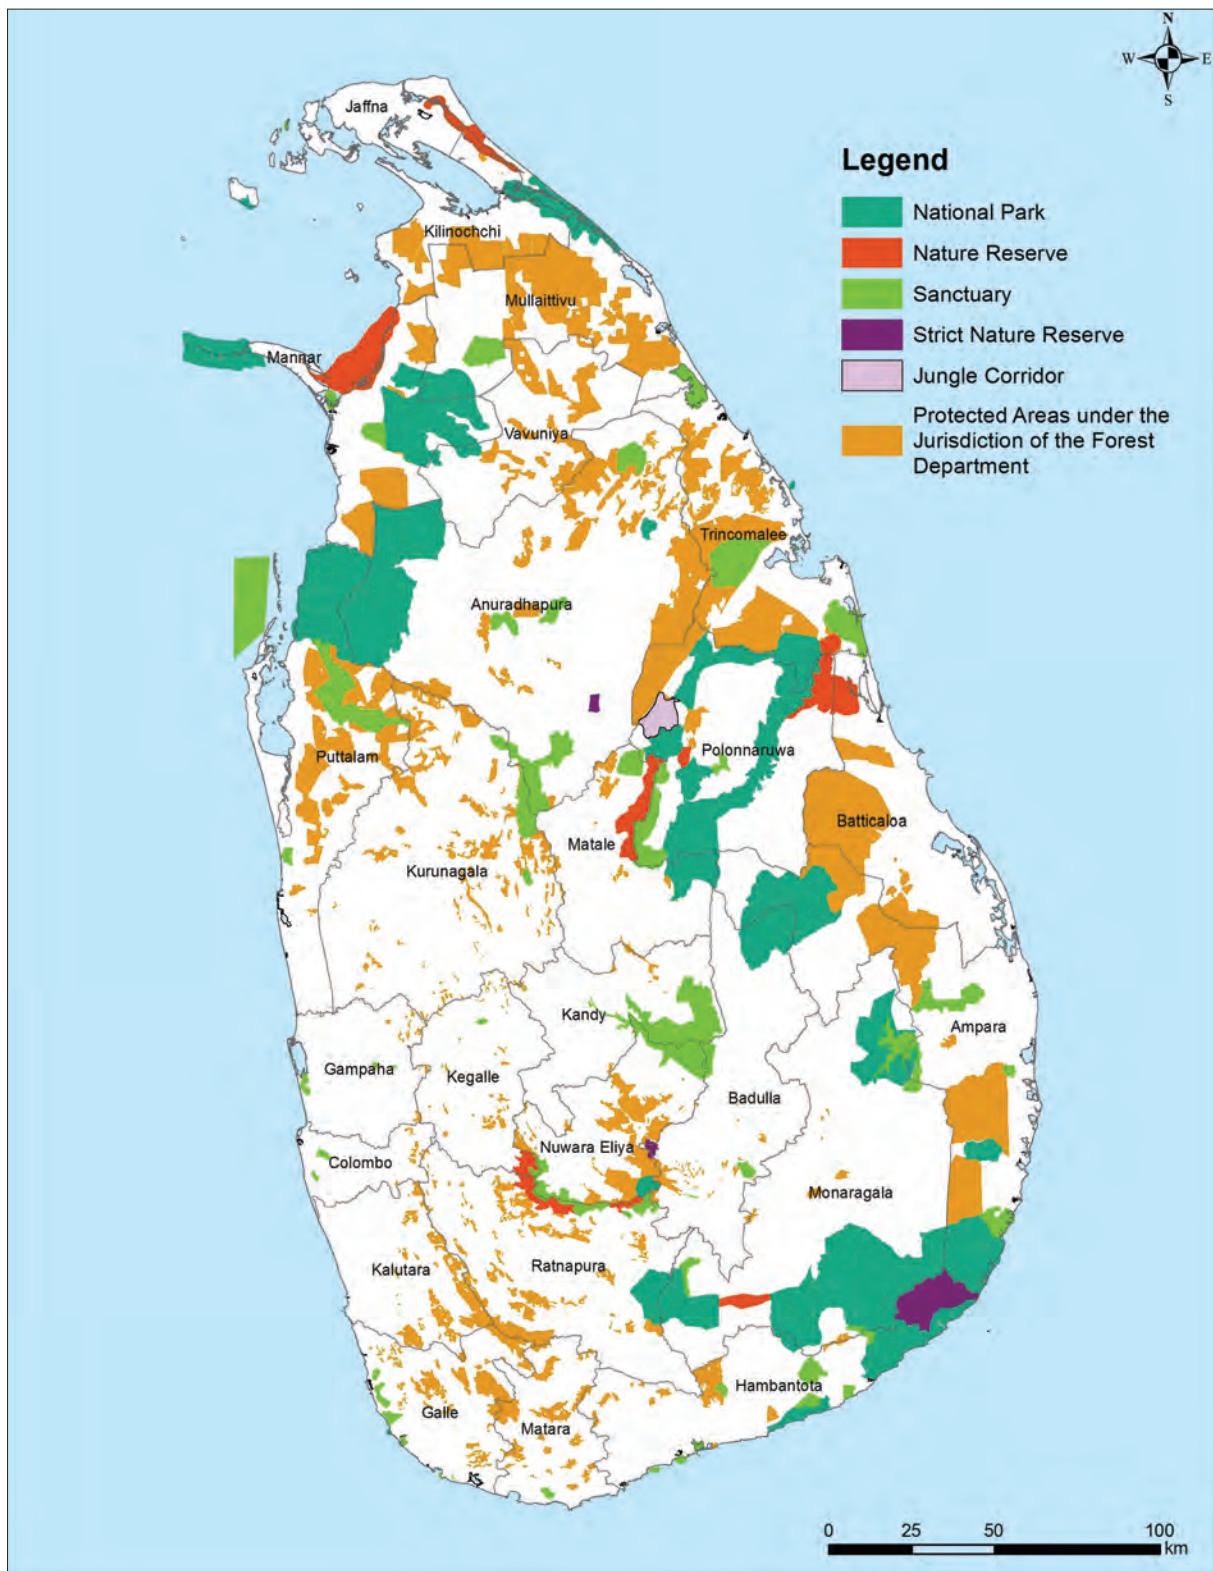 N
W E
S
Jaffna
Legend
National Park
Nature Reserve
Kilinochchi
Sanctuary
Mullaittivu
Strict Nature Reserve
Mannar
Jungle Corridor
Protected Areas under the
Jurisdiction of the Forest
Department
Vavuniya
Trincomalee
Anuradhapura
Puttalam
Polonnaruwa
Batticaloa
Matale
Kurunagala
Kandy
Ampara
Gampaha
Kegalle
Badulla
Nuwara Eliya
Colombo
Monaragala
Kalutara
Ratnapura
Hambantota
Galle
Matara
0 25 50 100
km